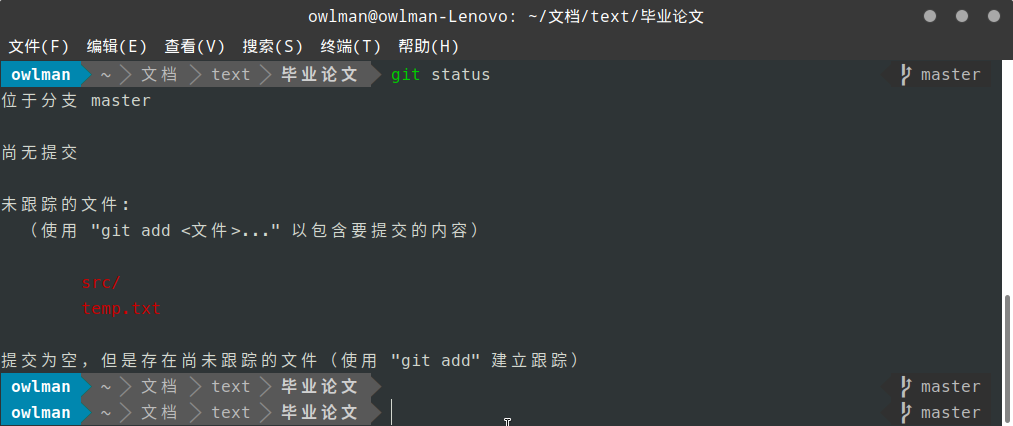 owlman@owlman-Lenovo: ~/文档/text/毕业论文
文件(F) 编辑(E) 查看(V) 搜索(S) 终端(T) 帮助(H)
owlman ~ 文档 text 毕业论文 git status master
位于分支 master
尚无提交
未跟踪的文件:
（使用 "git add <文件>..." 以包含要提交的内容）
src/
temp.txt
提交为空，但是存在尚未跟踪的文件（使用 "git add" 建立跟踪）
owlman ~ 文档 text 毕业论文 master
owlman ~ 文档 text 毕业论文 master